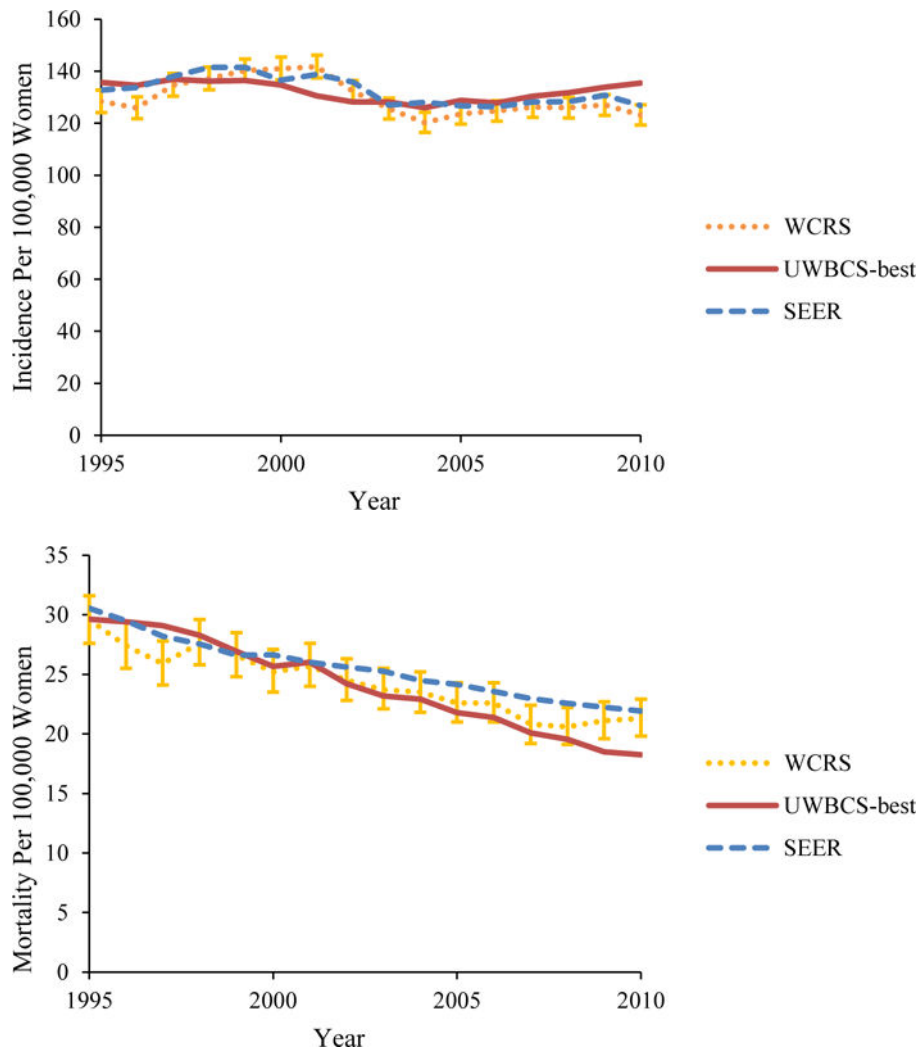 160
140
120
100
80
60
40
20
0
Incidence Per 100,000 Women
1995 2000 2005 2010
Year
WCRS
UWBCS-best
SEER
35
30
25
20
15
10
5
0
Mortality Per 100,000 Women
1995 2000 2005 2010
Year
WCRS
UWBCS-best
SEER